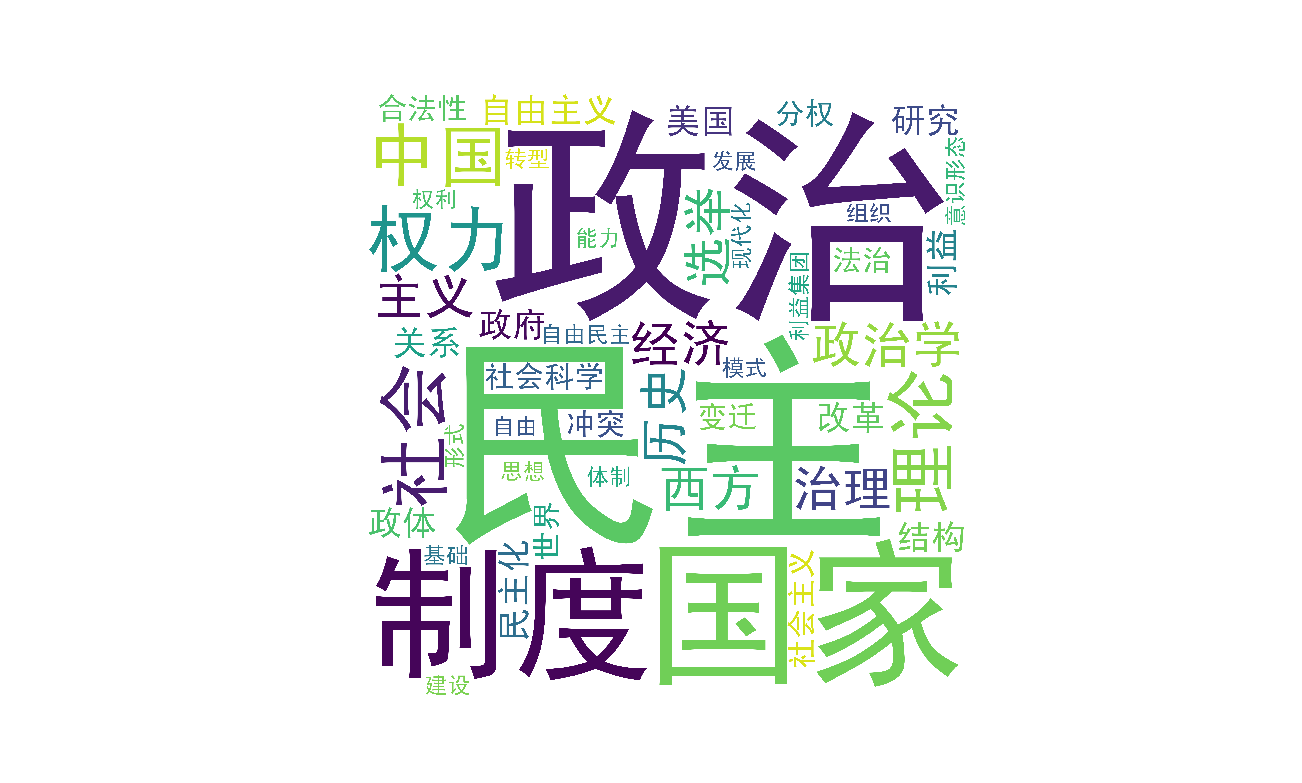 合法性
自由主义
美国
分权
研究
中国
转型
政治
发展
意识形态
权利
权力
能力
选举
现代化
组织
法治
利益
利益集团
主义
政府
自由民主
经济
政治学
关系
社会科学
民主
模式
历史
理论
社会
自由
冲突
变迁
改革
形式
思想
体制
西方
治理
政体
世界
结构
基础
民主化
制度
国家
社会主义
建设